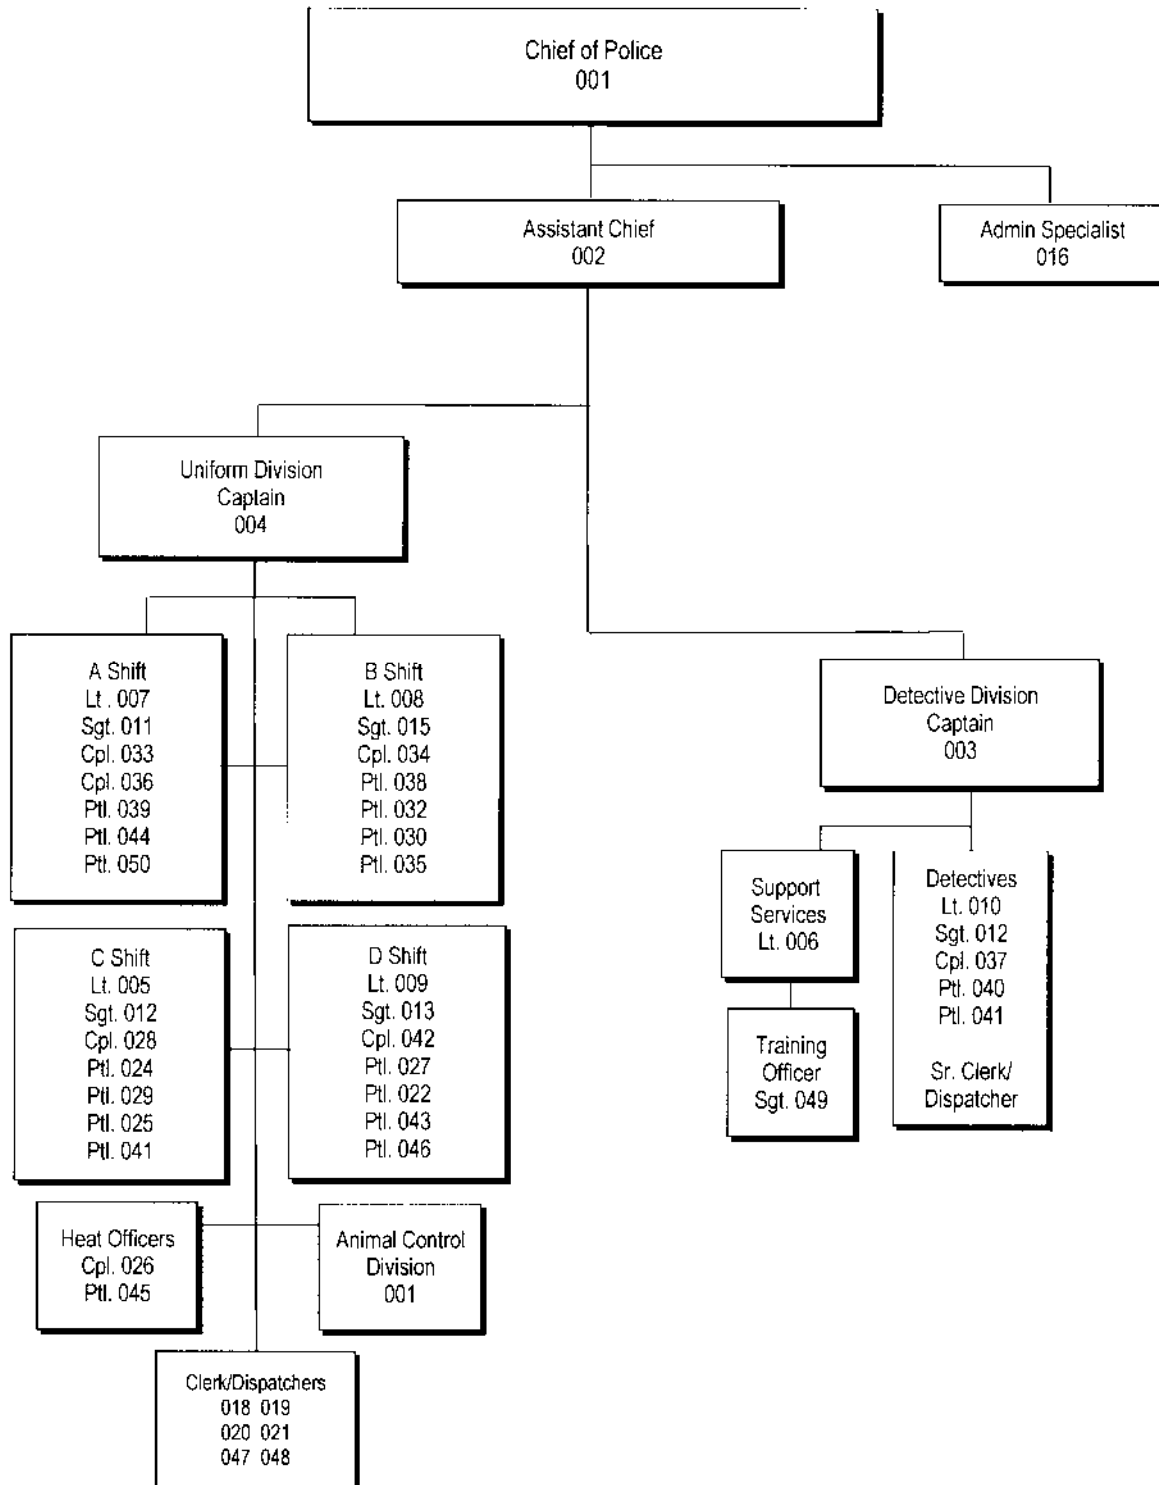 Chief of Police
001
Assistant Chief
002
Admin Specialist
016
Uniform Division
Captain
004
A Shift
Lt . 007
Sgt. 011
Cpl. 033
Cpl. 036
Ptl. 039
Ptl. 044
Ptl. 050
B Shift
Lt. 008
Sgt. 015
Cpl. 034
Ptl. 038
Ptl. 032
Ptl. 030
Ptl. 035
Detective Division
Captain
003
Support
Services
Lt. 006
Detectives
Lt. 010
Sgt. 012
Cpl. 037
Ptl. 040
Ptl. 041
Sr. Clerk/
Dispatcher
C Shift
Lt. 005
Sgt. 012
Cpl. 028
Ptl. 024
Ptl. 029
Ptl. 025
Ptl. 041
D Shift
Lt. 009
Sgt. 013
Cpl. 042
Ptl. 027
Ptl. 022
Ptl. 043
Ptl. 046
Training
Officer
Sgt. 049
Heat Officers
Cpl. 026
Ptl. 045
Animal Control
Division
001
Clerk/Dispatchers
018 019
020 021
047 048